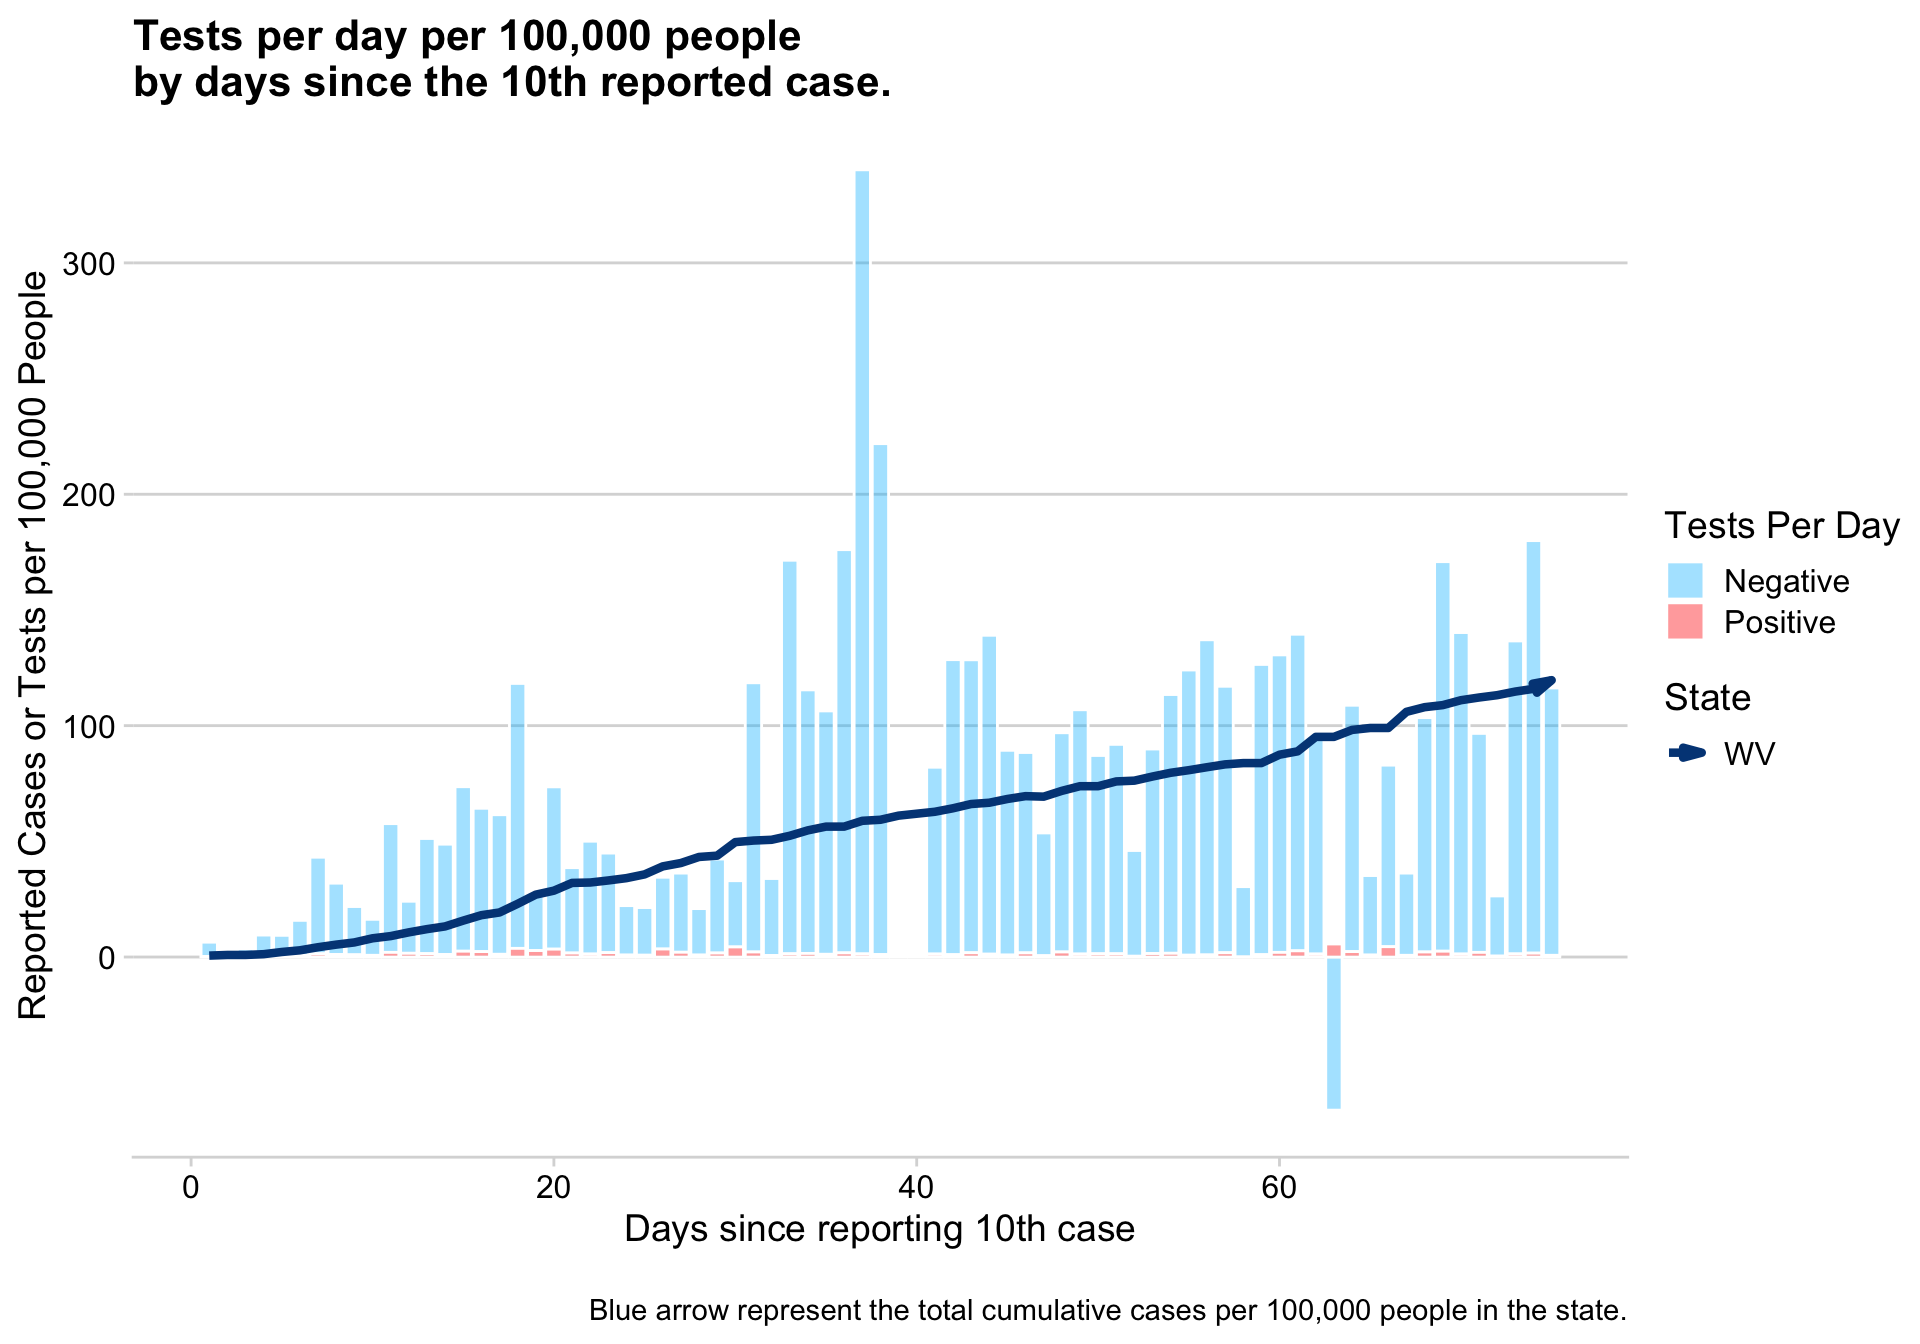 Tests per day per 100,000 people
by days since the 10th reported case.
Reported Cases or Tests per 100,000 People
300
200
100
0
0
20
40
60
Days since reporting 10th case
Tests Per Day
Negative
Positive
State
WV
Blue arrow represent the total cumulative cases per 100,000 people in the state.